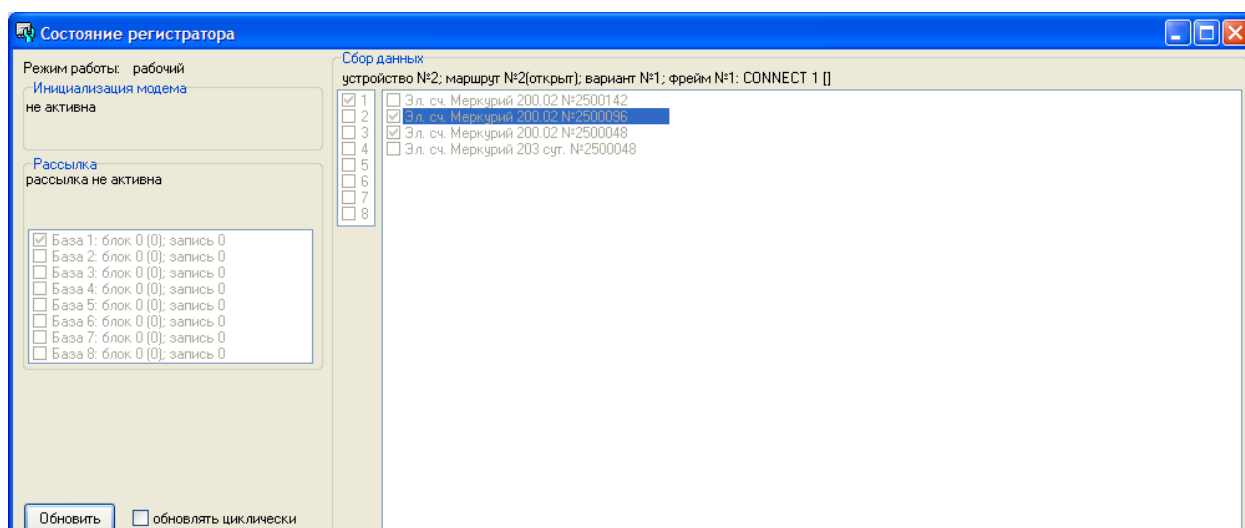 Состояние регистратора
Режим работы: рабочий
Инициализация модема
не активна
Рассылка
рассылка не активна
База 1: блок 0 (0); запись 0
База 2: блок 0 (0); запись 0
База 3: блок 0 (0); запись 0
База 4: блок 0 (0); запись 0
База 5: блок 0 (0); запись 0
База 6: блок 0 (0); запись 0
База 7: блок 0 (0); запись 0
База 8: блок 0 (0); запись 0
Обновить
обновлять циклически
Сбор данных
устройство №2; маршрут №2(открыт); вариант №1; фрейм №1: CONNECT 1 []
1
2
3
4
5
6
7
8
Эл. сч. Меркурий 200.02 №2500142
Эл. сч. Меркурий 200.02 №2500096
Эл. сч. Меркурий 200.02 №2500048
Эл. сч. Меркурий 203 сут. №2500048